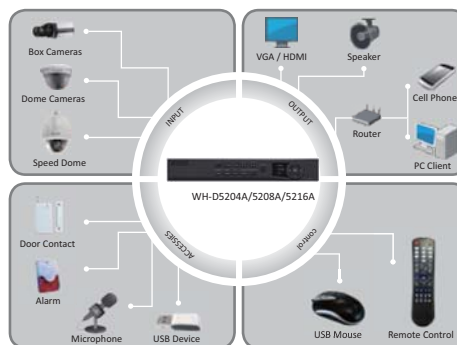 Box Cameras
Dome Cameras
Speed Dome
INPUT
VGA / HDMI
Speaker
Cell Phone
Router
PC Client
OUTPUT
WH-D5204A/5208A/5216A
Door Contact
Alarm
Microphone
USB Device
ACCESSIES
control
USB Mouse
Remote Control